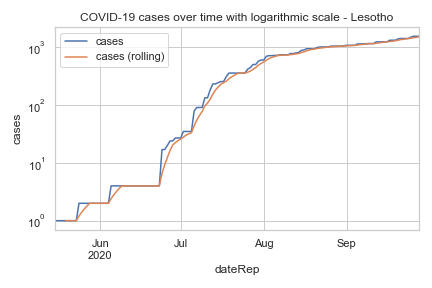 COVID-19 cases over time with logarithmic scale - Lesotho
cases
cases (rolling)
10³
10²
10¹
10⁰
cases
Jun
2020
Jul
Aug
Sep
dateRep